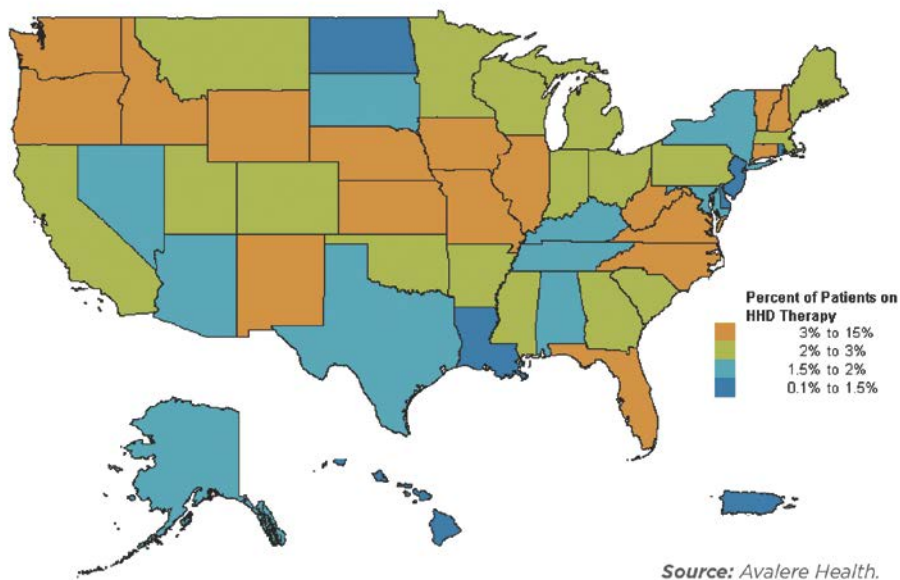 Percent of Patients on
HHD Therapy
3% to 15%
2% to 3%
1.5% to 2%
0.1% to 1.5%
Source: Avalere Health.